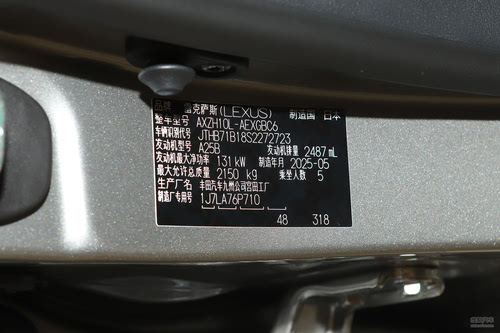 品牌 雷克萨斯(LEXUS) 制造国 日本
整车型号 AXZH10L-AEXGBC6
车辆识别代号 JTHB71B18S2272723
发动机型号 A25B 发动机排量 2487 mL
发动机最大净功率 131 kW 制造年月 2025-05
最大允许总质量 2150 kg 乘坐人数 5
生产厂名 丰田汽车九州公司宫田工厂
制造厂专用号 1J7LA76P710
48 318